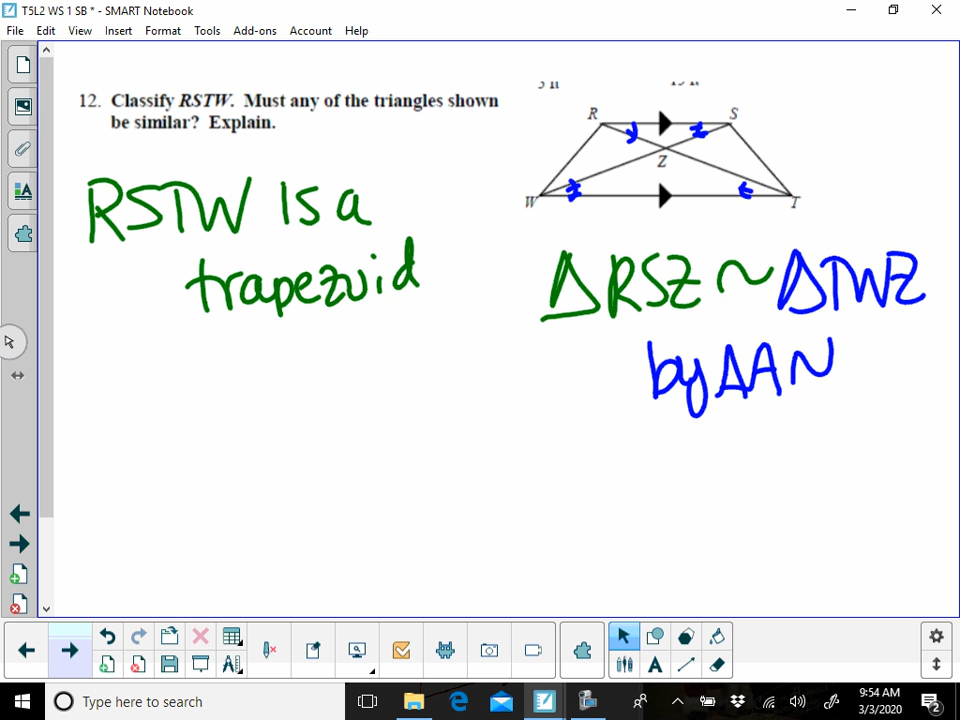 T5L2 WS 1 SB * - SMART Notebook
File Edit View Insert Format Tools Add-ons Account Help
12. Classify RSTW. Must any of the triangles shown
be similar? Explain.
R S
Z
W T
RSTW is a
trapezoid
ΔRSZ ~ ΔTWZ
by AA~
Type here to search
9:54 AM
3/3/2020
2